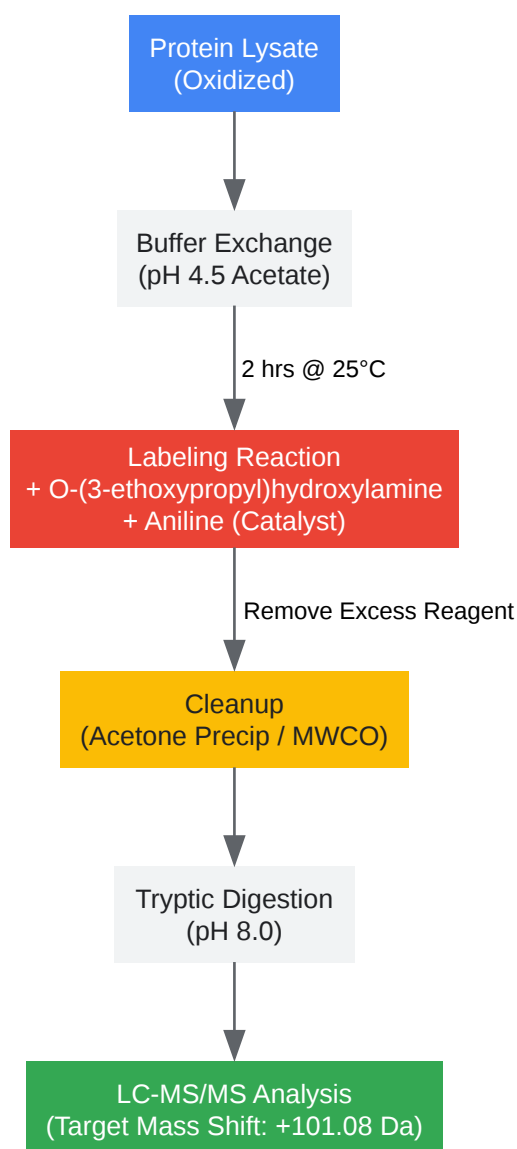 Protein Lysate
(Oxidized)
Buffer Exchange
(pH 4.5 Acetate)
2 hrs @ 25°C
Labeling Reaction
+ O-(3-ethoxypropyl)hydroxylamine
+ Aniline (Catalyst)
Remove Excess Reagent
Cleanup
(Acetone Precip / MWCO)
Tryptic Digestion
(pH 8.0)
LC-MS/MS Analysis
(Target Mass Shift: +101.08 Da)